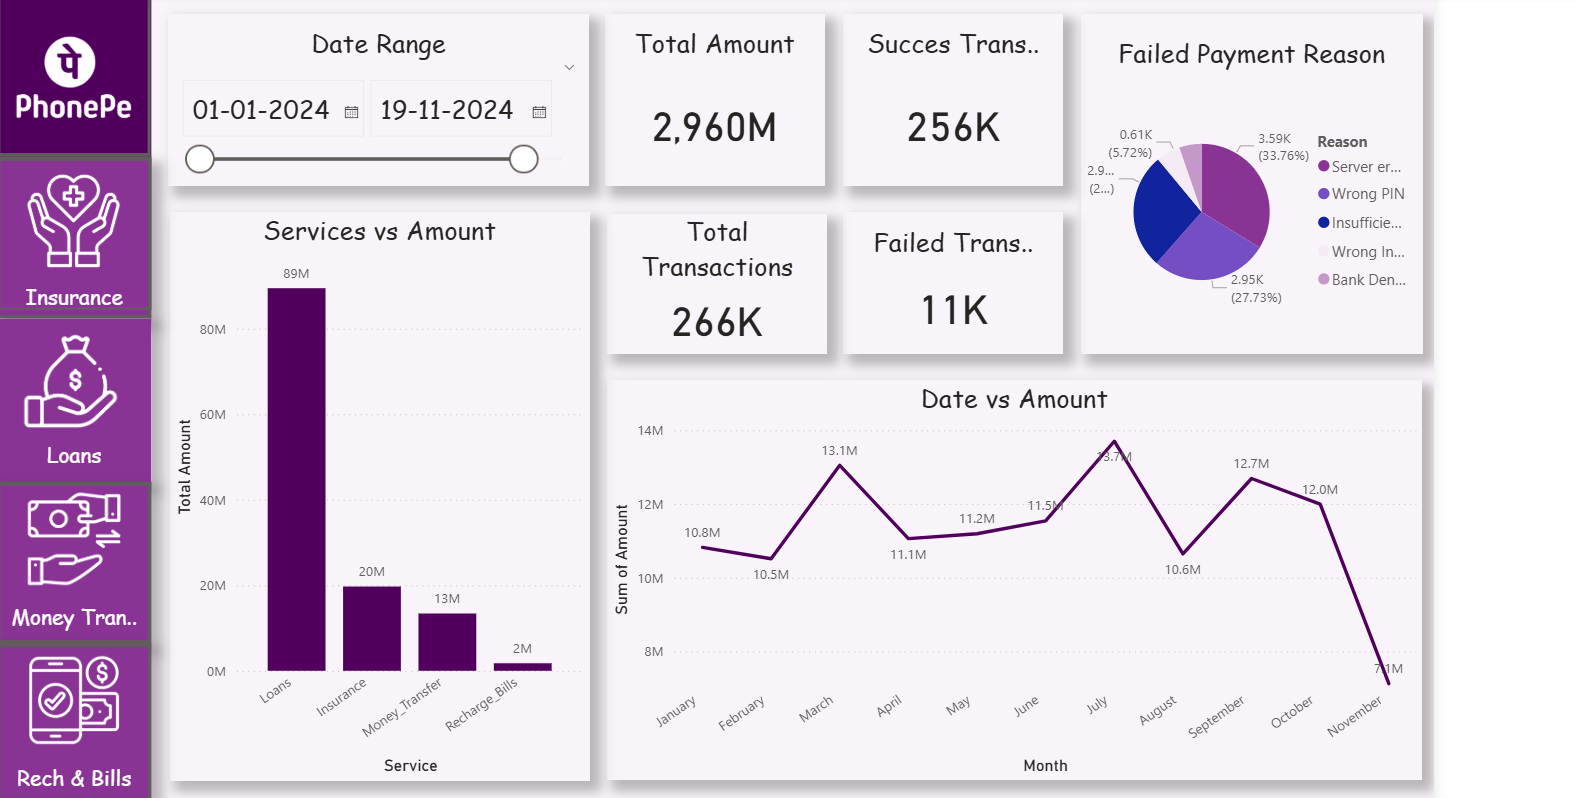 पे
PhonePe
Insurance
Loans
Money Tran..
Rech & Bills
Date Range
01-01-2024
19-11-2024
Total Amount
2,960M
Succes Trans..
256K
Total
Transactions
266K
Failed Trans..
11K
Failed Payment Reason
0.61K
(5.72%)
2.9...
(2...)
3.59K
(33.76%)
2.95K
(27.73%)
Reason
Server er...
Wrong PIN
Insufficie...
Wrong In...
Bank Den...
Services vs Amount
Total Amount
80M
60M
40M
20M
0M
89M
20M
13M
2M
Loans
Insurance
Money_Transfer
Recharge_Bills
Service
Date vs Amount
Sum of Amount
14M
12M
10M
8M
10.8M
10.5M
13.1M
11.1M
11.2M
11.5M
13.7M
10.6M
12.7M
12.0M
7.1M
January
February
March
April
May
June
July
August
September
October
November
Month